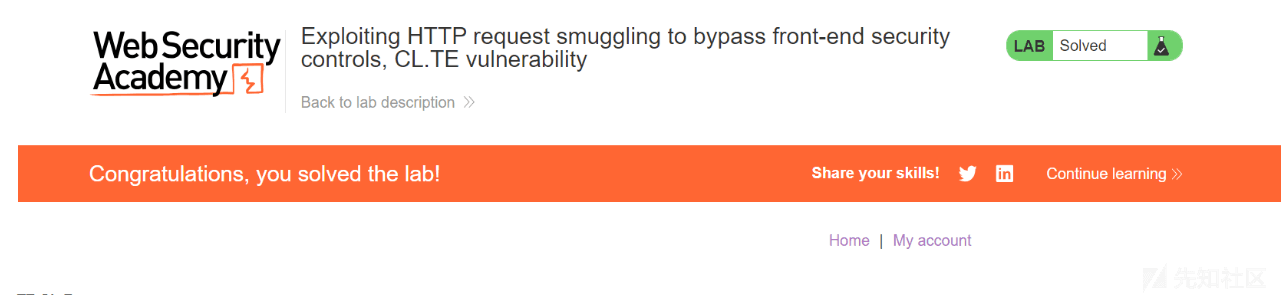 Web Security
Academy
Exploiting HTTP request smuggling to bypass front-end security
controls, CL.TE vulnerability
Back to lab description
LAB Solved
Congratulations, you solved the lab!
Share your skills!
Continue learning
Home | My account
先知社区